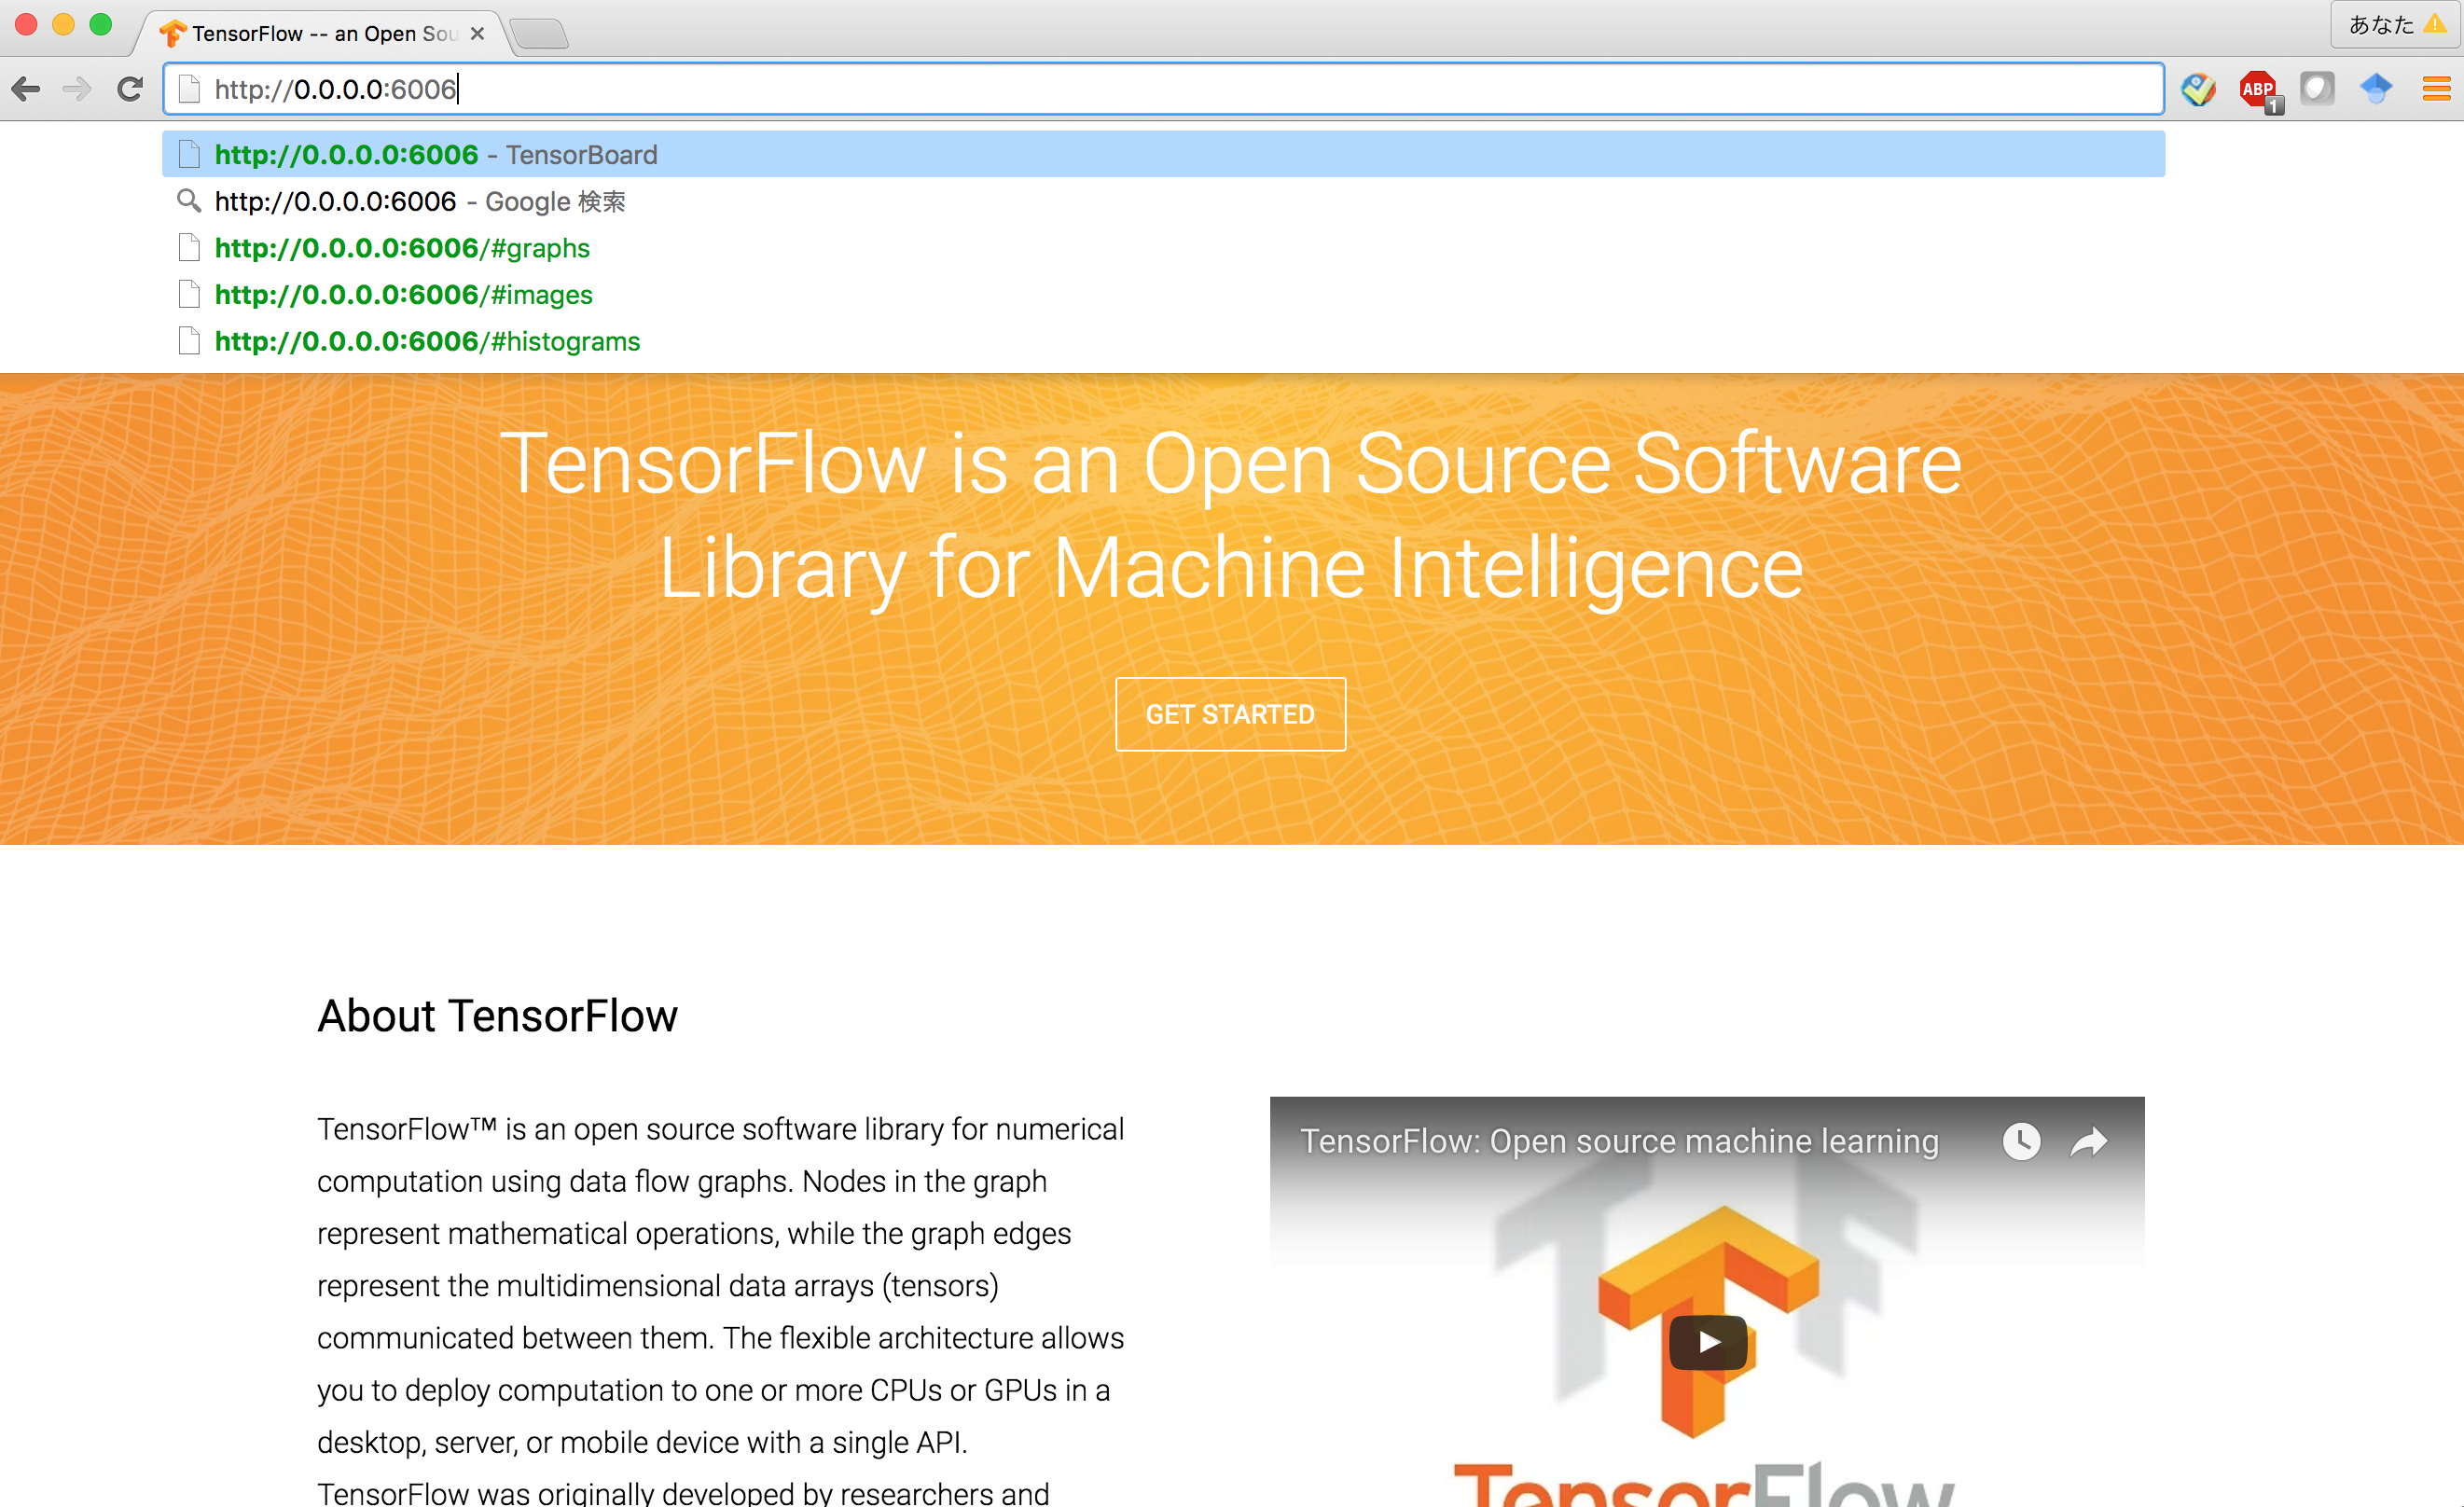 TensorFlow -- an Open Sou
あなた
http://0.0.0.0:6006
ABP
1
http://0.0.0.0:6006 - TensorBoard
http://0.0.0.0:6006 - Google 検索
http://0.0.0.0:6006/#graphs
http://0.0.0.0:6006/#images
http://0.0.0.0:6006/#histograms
TensorFlow is an Open Source Software
Library for Machine Intelligence
GET STARTED
About TensorFlow
TensorFlow™ is an open source software library for numerical
computation using data flow graphs. Nodes in the graph
represent mathematical operations, while the graph edges
represent the multidimensional data arrays (tensors)
communicated between them. The flexible architecture allows
you to deploy computation to one or more CPUs or GPUs in a
desktop, server, or mobile device with a single API.
TensorFlow was originally developed by researchers and
TensorFlow: Open source machine learning
TensorFlow